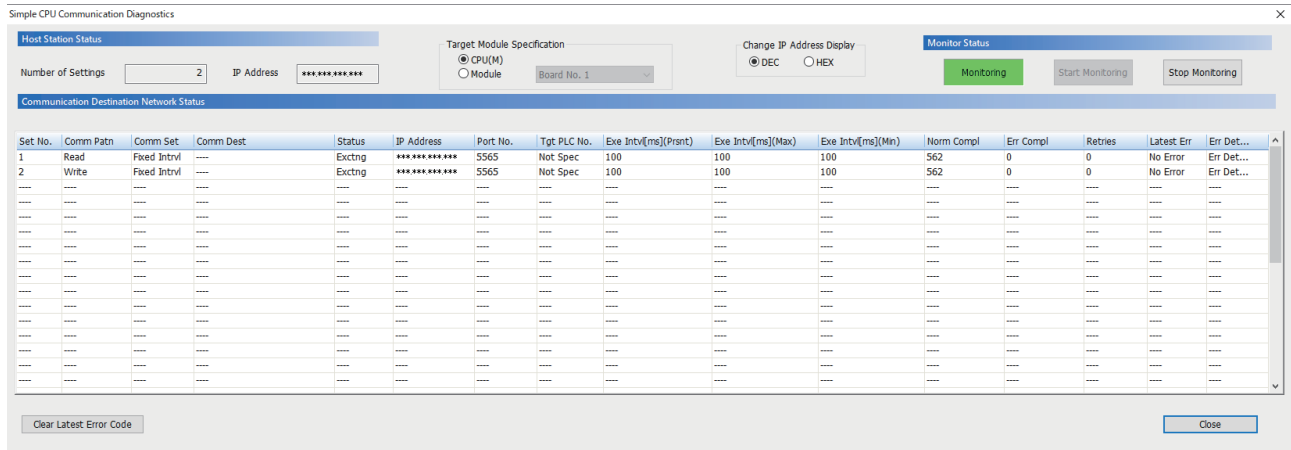 Simple CPU Communication Diagnostics
Host Station Status
Number of Settings 2 IP Address ***.***.***.***
Target Module Specification
CPU(M)
Module Board No. 1
Change IP Address Display
DEC HEX
Monitor Status
Monitoring Start Monitoring Stop Monitoring
Communication Destination Network Status
Set No. Comm Patn Comm Set Comm Dest Status IP Address Port No. Tgt PLC No. Exe Intvl[ms](Prsnt) Exe Intvl[ms](Max) Exe Intvl[ms](Min) Norm Compl Err Compl Retries Latest Err Err Det...
1 Read Fixed Intrvl ---- Exctng ***.***.***.*** 5565 Not Spec 100 100 100 562 0 0 No Error Err Det...
2 Write Fixed Intrvl ---- Exctng ***.***.***.*** 5565 Not Spec 100 100 100 562 0 0 No Error Err Det...
---- ---- ---- ---- ---- ---- ---- ---- ---- ---- ---- ---- ---- ---- ---- ----
---- ---- ---- ---- ---- ---- ---- ---- ---- ---- ---- ---- ---- ---- ---- ----
---- ---- ---- ---- ---- ---- ---- ---- ---- ---- ---- ---- ---- ---- ---- ----
---- ---- ---- ---- ---- ---- ---- ---- ---- ---- ---- ---- ---- ---- ---- ----
---- ---- ---- ---- ---- ---- ---- ---- ---- ---- ---- ---- ---- ---- ---- ----
---- ---- ---- ---- ---- ---- ---- ---- ---- ---- ---- ---- ---- ---- ---- ----
---- ---- ---- ---- ---- ---- ---- ---- ---- ---- ---- ---- ---- ---- ---- ----
---- ---- ---- ---- ---- ---- ---- ---- ---- ---- ---- ---- ---- ---- ---- ----
---- ---- ---- ---- ---- ---- ---- ---- ---- ---- ---- ---- ---- ---- ---- ----
---- ---- ---- ---- ---- ---- ---- ---- ---- ---- ---- ---- ---- ---- ---- ----
---- ---- ---- ---- ---- ---- ---- ---- ---- ---- ---- ---- ---- ---- ---- ----
---- ---- ---- ---- ---- ---- ---- ---- ---- ---- ---- ---- ---- ---- ---- ----
---- ---- ---- ---- ---- ---- ---- ---- ---- ---- ---- ---- ---- ---- ---- ----
---- ---- ---- ---- ---- ---- ---- ---- ---- ---- ---- ---- ---- ---- ---- ----
Clear Latest Error Code Close